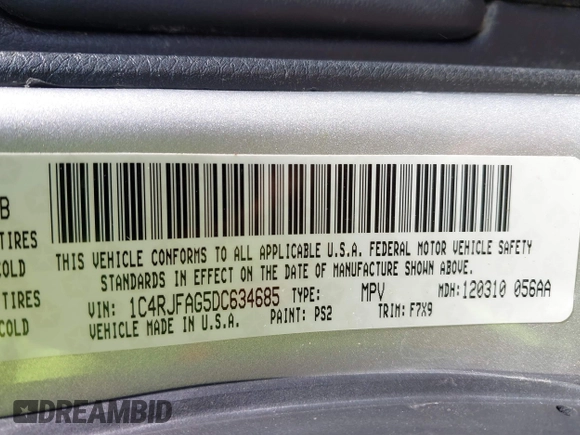 B
TIRES
COLD
TIRES
COLD
THIS VEHICLE CONFORMS TO ALL APPLICABLE U.S.A. FEDERAL MOTOR VEHICLE SAFETY
STANDARDS IN EFFECT ON THE DATE OF MANUFACTURE SHOWN ABOVE.
VIN: 1C4RJFAG5DC634685 TYPE: MPV MDH: 120310 056AA
VEHICLE MADE IN U.S.A. PAINT: PS2 TRIM: F7X9
DREAMBID